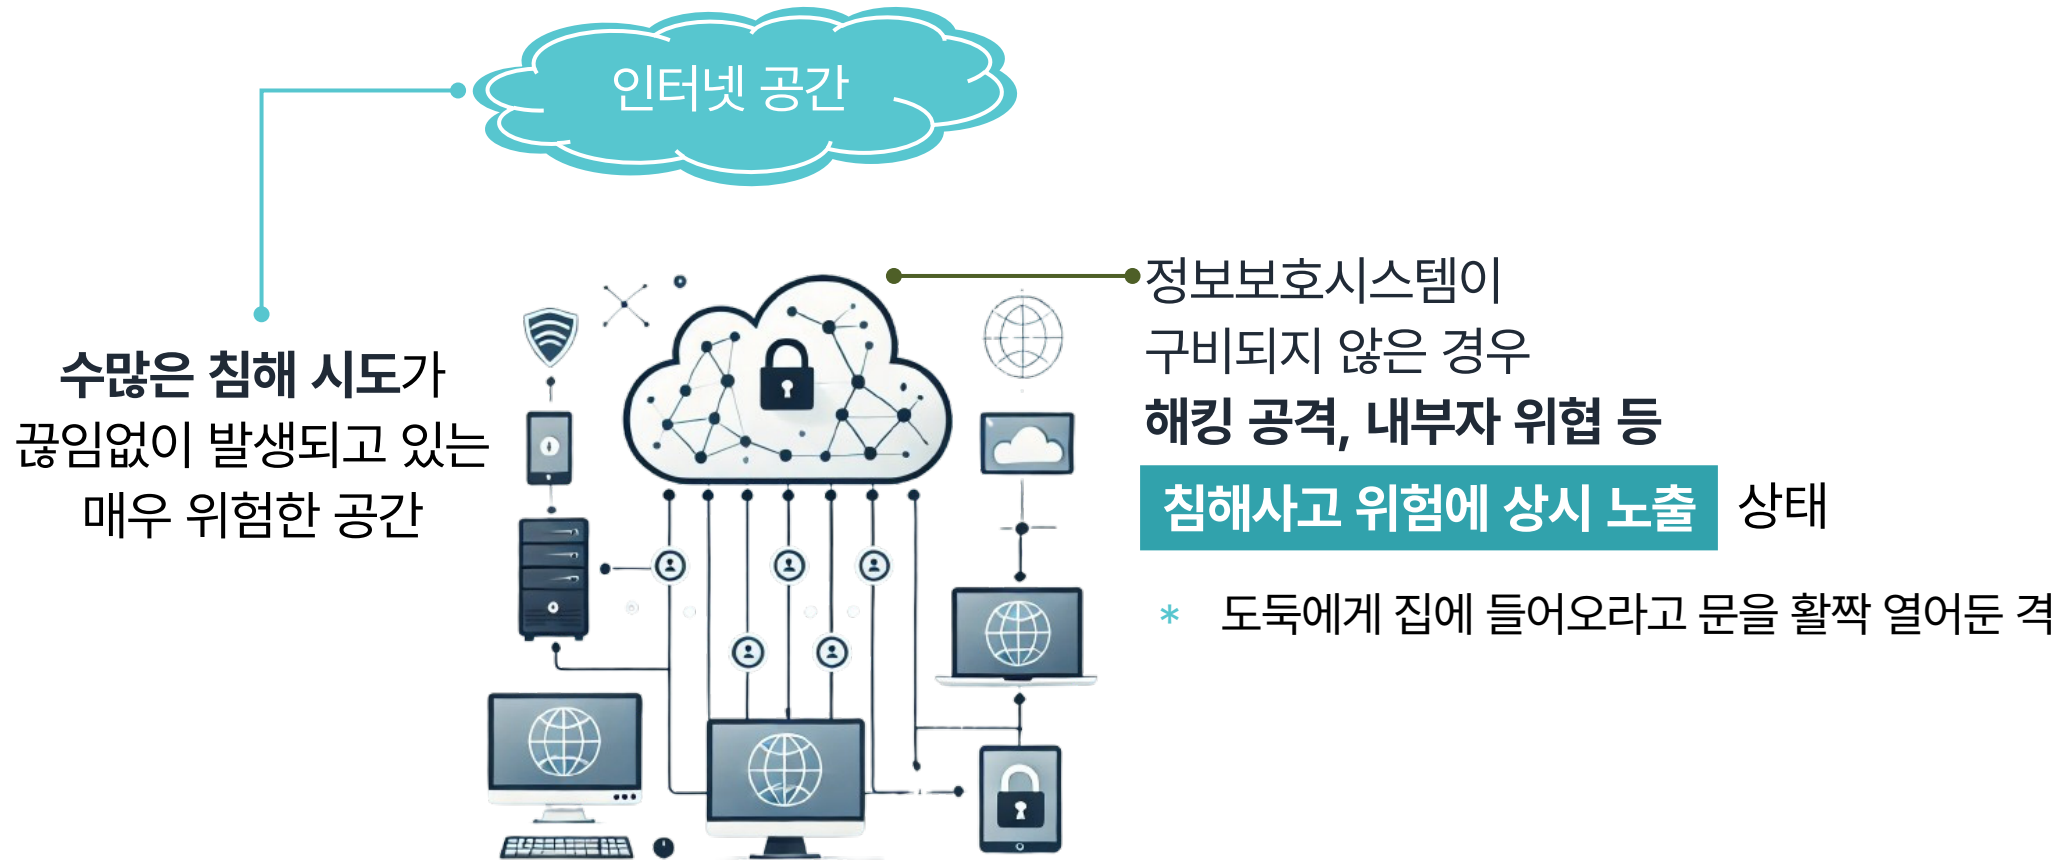 인터넷 공간
수많은 침해 시도가
끊임없이 발생되고 있는
매우 위험한 공간
정보보호시스템이
구비되지 않은 경우
해킹 공격, 내부자 위협 등
침해사고 위험에 상시 노출 상태
* 도둑에게 집에 들어오라고 문을 활짝 열어둔 격